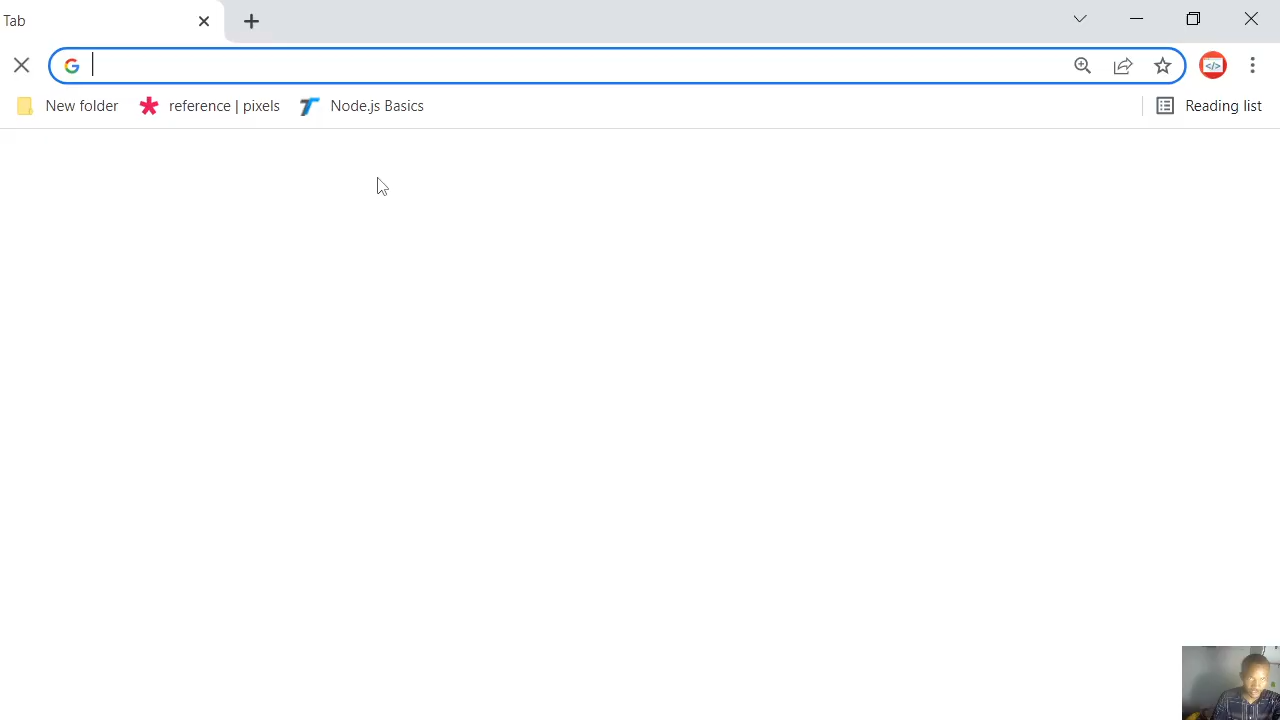 Tab
New folder
reference | pixels
Node.js Basics
Reading list